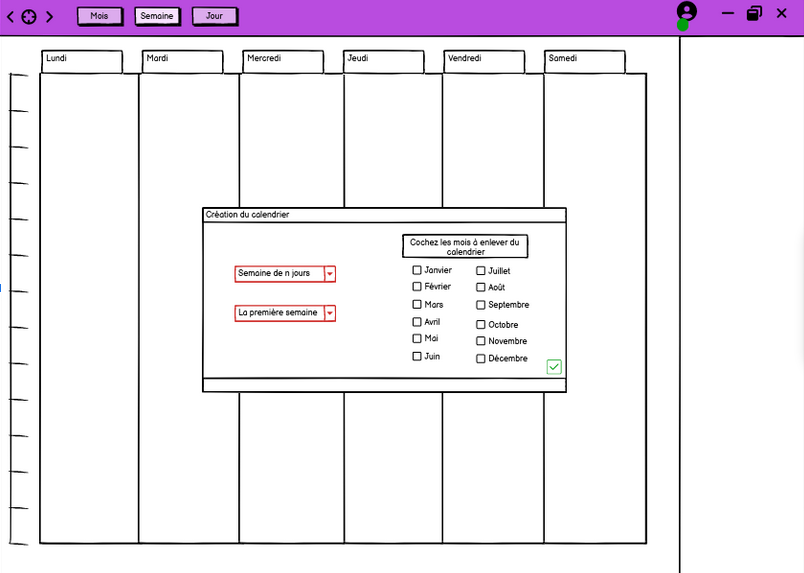 Mois Semaine Jour
Lundi Mardi Mercredi Jeudi Vendredi Samedi
Création du calendrier
Cochez les mois à enlever du
calendrier
Semaine de n jours
La première semaine
Janvier Juillet
Février Août
Mars Septembre
Avril Octobre
Mai Novembre
Juin Décembre